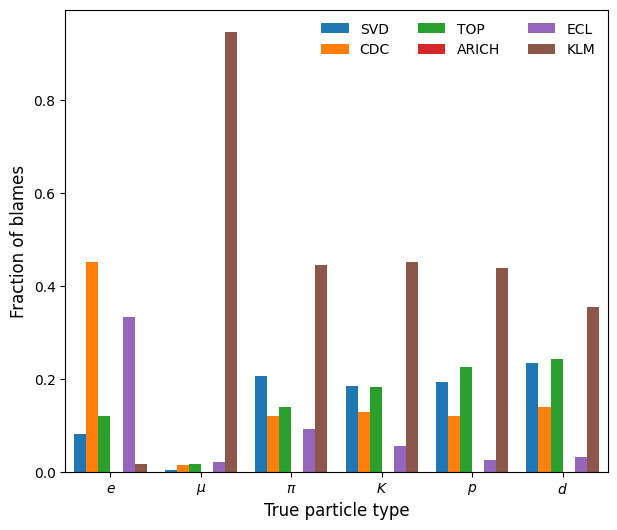 SVD TOP ECL
CDC ARICH KLM
Fraction of blames
0.8
0.6
0.4
0.2
0.0
e μ π K p d
True particle type